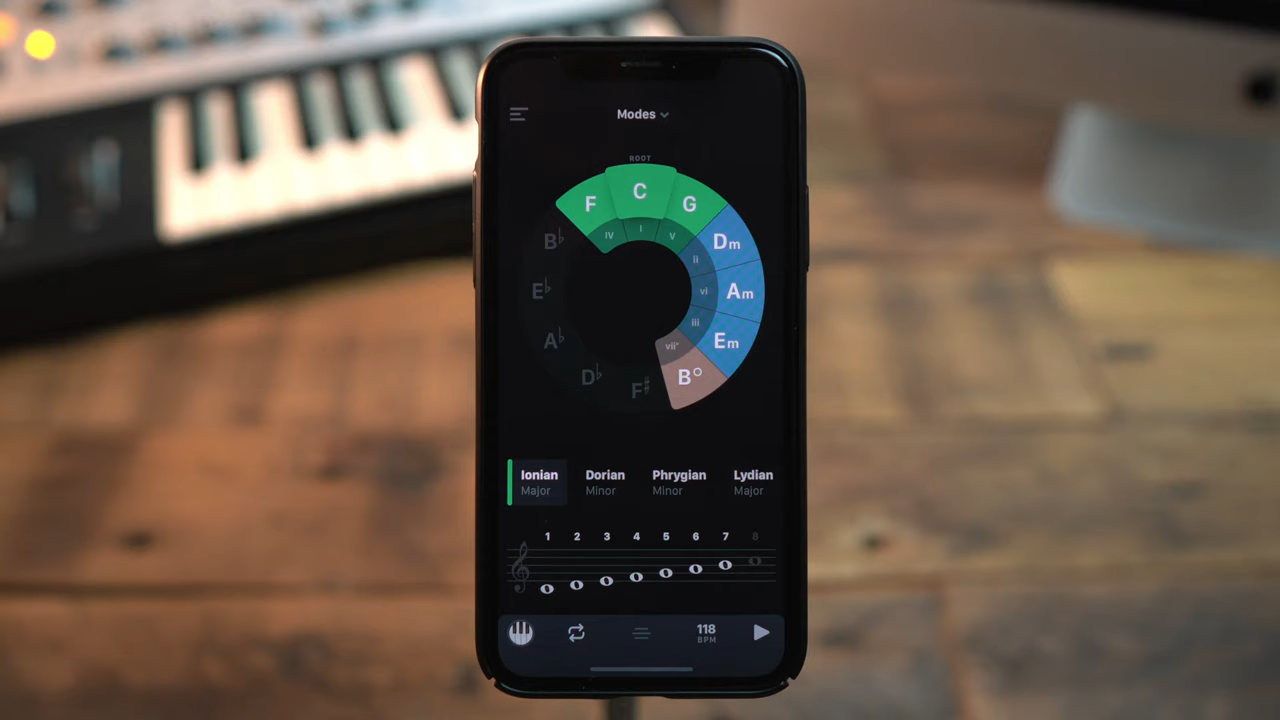 Modes
ROOT
F C G
IV I V
B♭ Dm
ii
E♭ vi Am
iii
A♭ Em
vii°
D♭ F♯ B°
Ionian Dorian Phrygian Lydian
Major Minor Minor Major
1 2 3 4 5 6 7 8
118
BPM